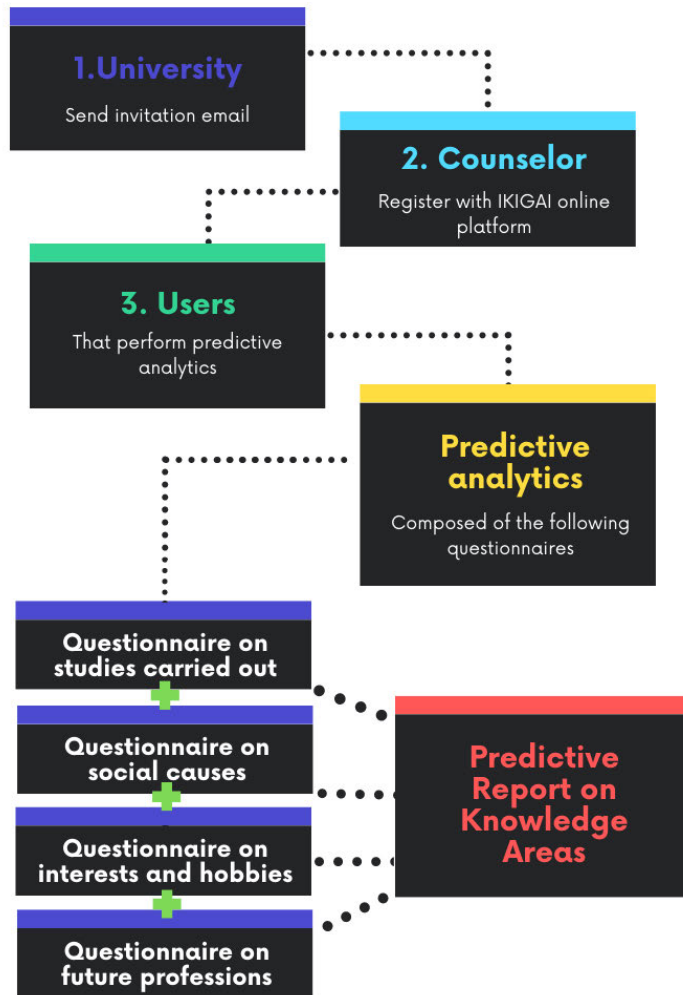 1.University
Send invitation email
2. Counselor
Register with IKIGAI online
platform
3. Users
That perform predictive
analytics
Predictive
analytics
Composed of the following
questionnaires
Questionnaire on
studies carried out
Questionnaire on
social causes
Questionnaire on
interests and hobbies
Questionnaire on
future professions
Predictive
Report on
Knowledge
Areas